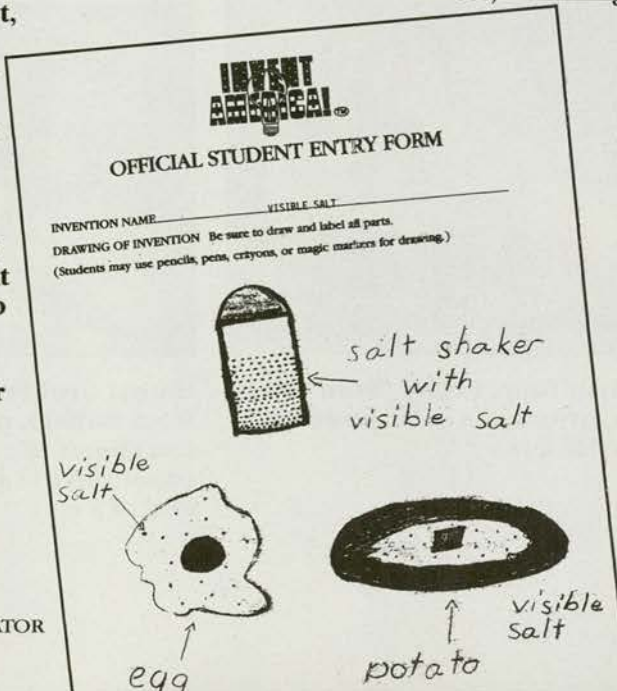 t,
INVENT
AMERICA! ™
OFFICIAL STUDENT ENTRY FORM
INVENTION NAME VISIBLE SALT
DRAWING OF INVENTION Be sure to draw and label all parts.
(Students may use pencils, pens, crayons, or magic markers for drawing.)
t
r
salt shaker
with
visible salt
visible
salt
egg
potato
visible
salt
ATOR